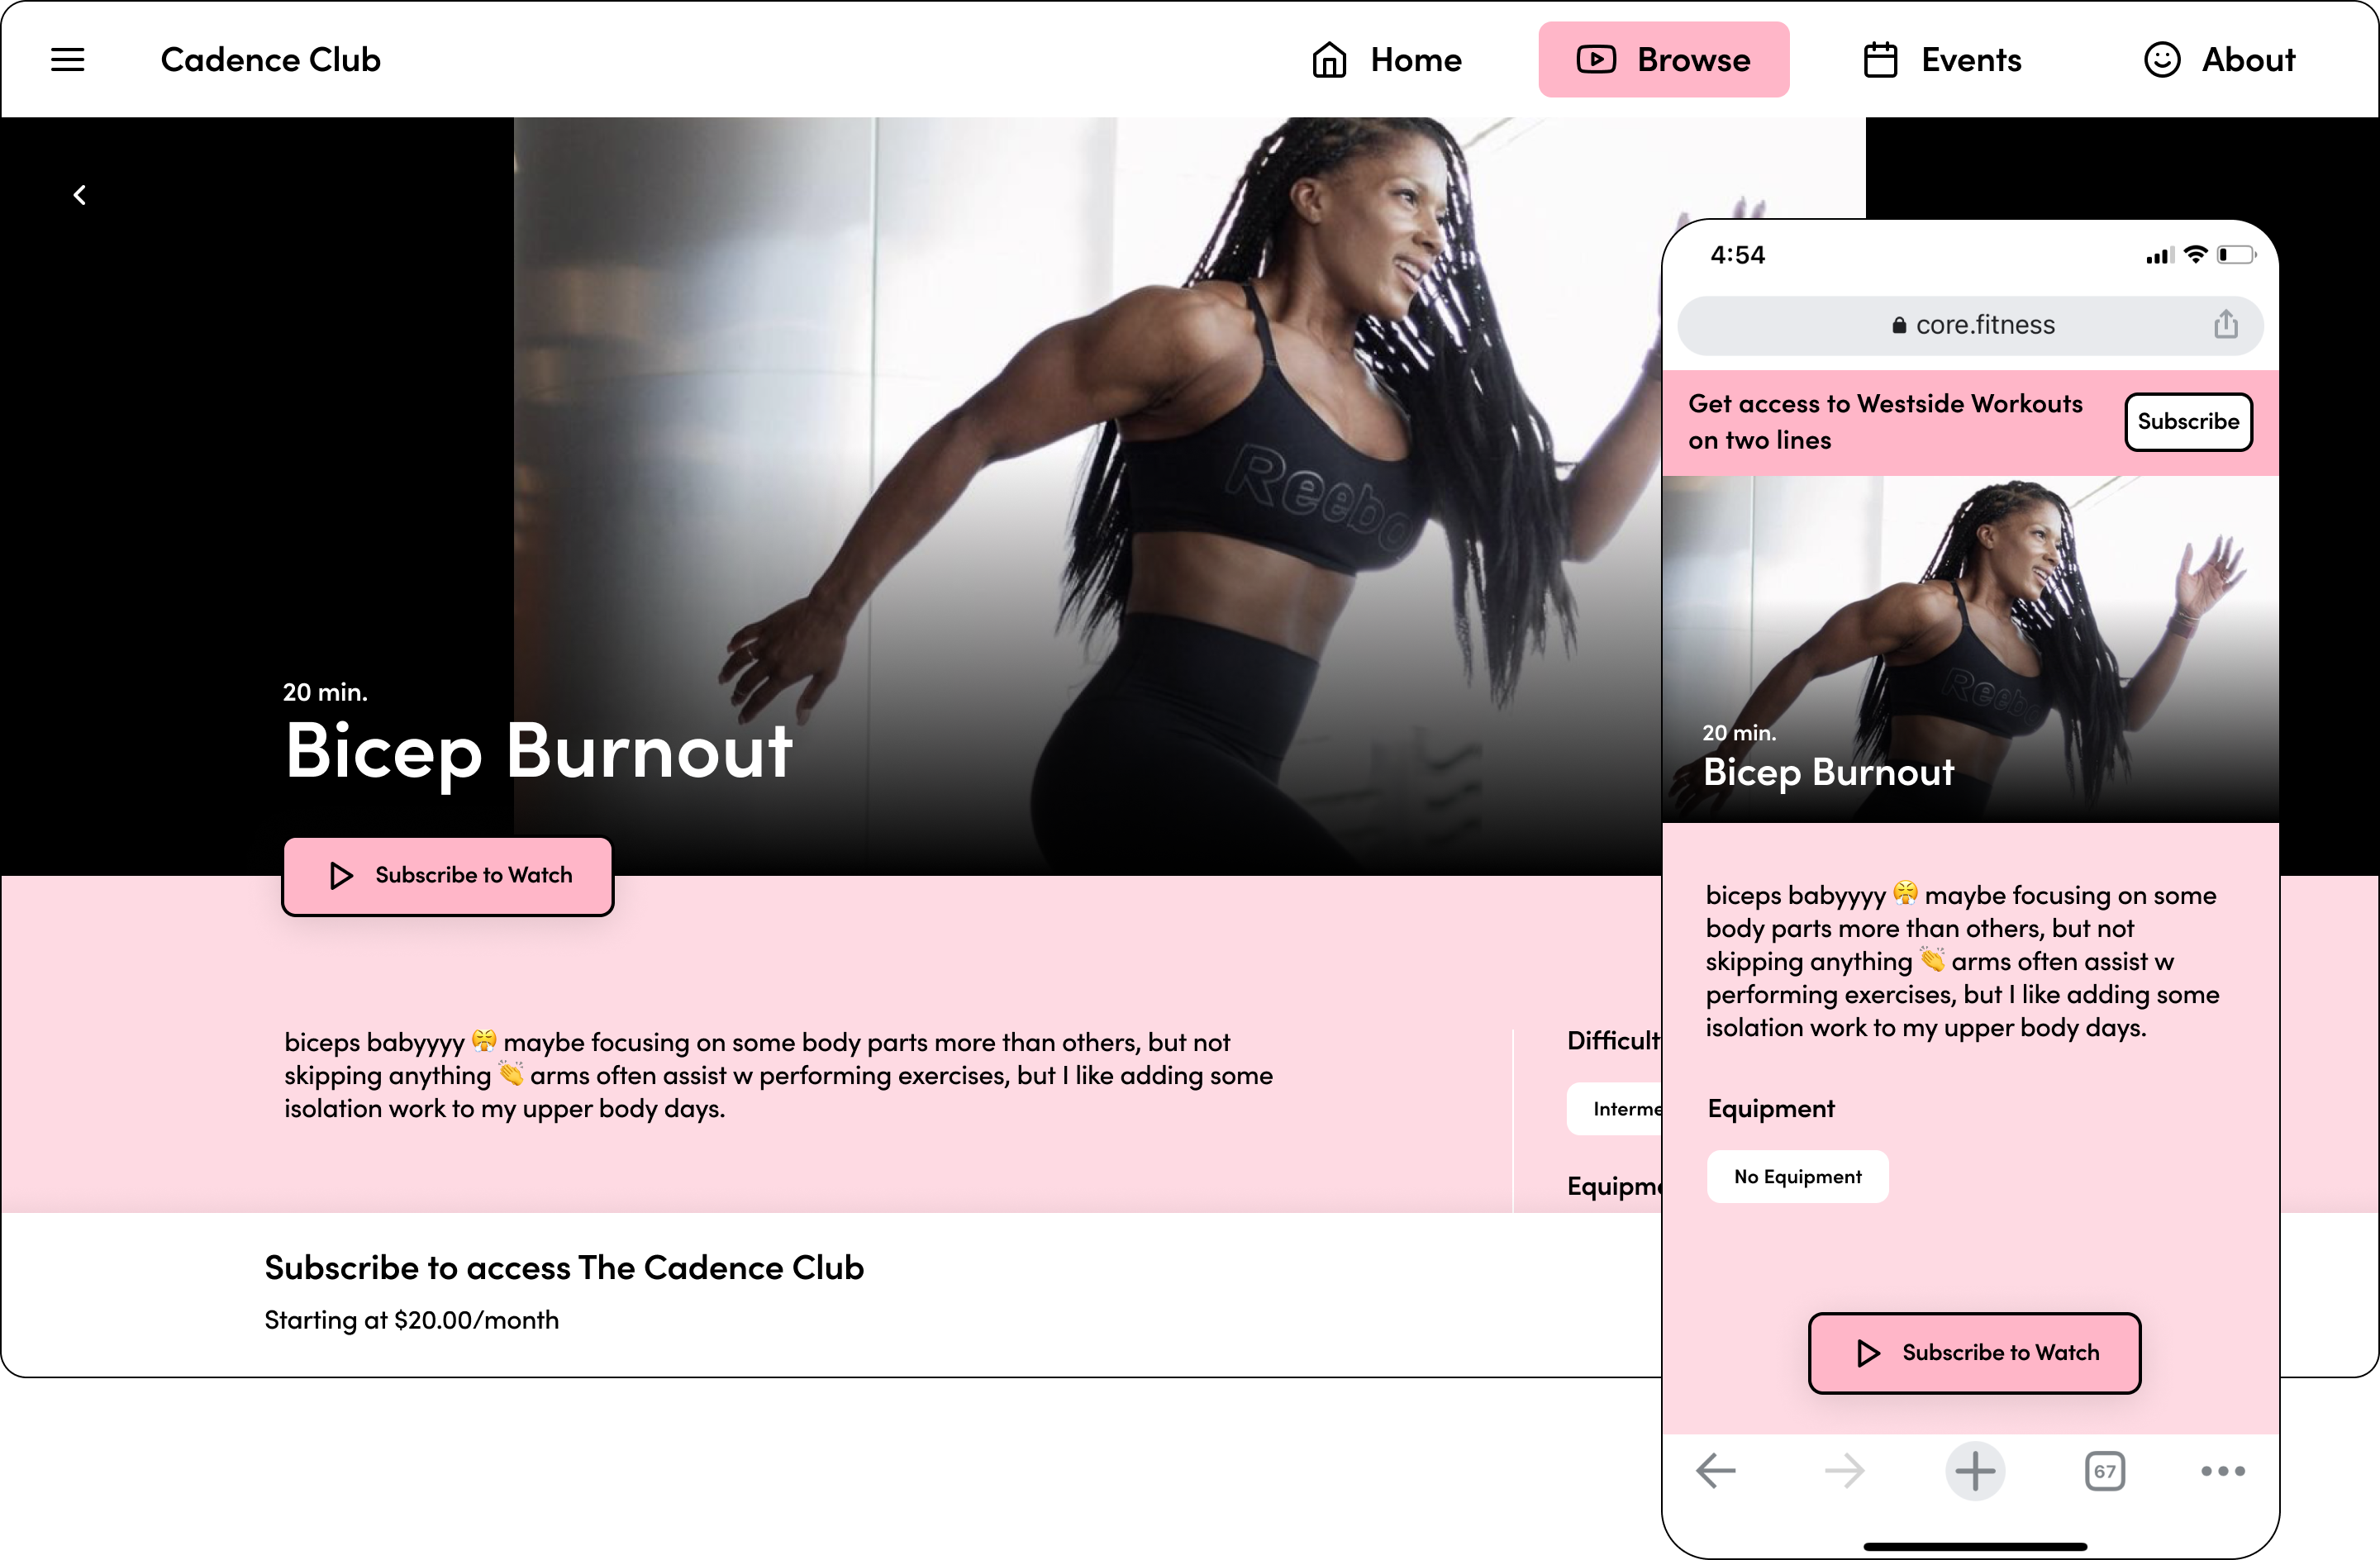 Cadence Club
Home
Browse
Events
About
Reebo
20 min.
Bicep Burnout
Subscribe to Watch
biceps babyyyy 😤 maybe focusing on some body parts more than others, but not
skipping anything 👏 arms often assist w performing exercises, but I like adding some
isolation work to my upper body days.
Difficult
Interme
Equipme
Subscribe to access The Cadence Club
Starting at $20.00/month
4:54
core.fitness
Get access to Westside Workouts
on two lines
Subscribe
Reebo
20 min.
Bicep Burnout
biceps babyyyy 😤 maybe focusing on some
body parts more than others, but not
skipping anything 👏 arms often assist w
performing exercises, but I like adding some
isolation work to my upper body days.
Equipment
No Equipment
Subscribe to Watch
67